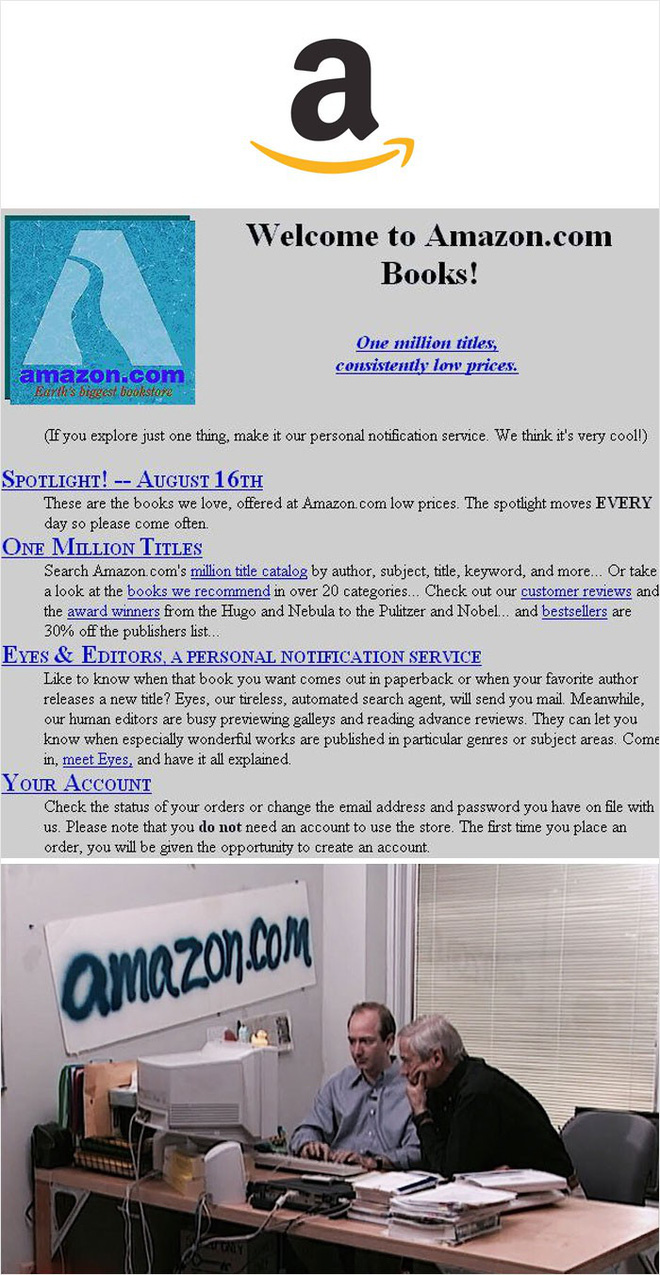 a
Welcome to Amazon.com
Books!
amazon.com
Earth's biggest bookstore
One million titles,
consistently low prices.
(If you explore just one thing, make it our personal notification service. We think it's very cool!)
SPOTLIGHT! -- AUGUST 16TH
These are the books we love, offered at Amazon.com low prices. The spotlight moves EVERY
day so please come often.
ONE MILLION TITLES
Search Amazon.com's million title catalog by author, subject, title, keyword, and more... Or take
a look at the books we recommend in over 20 categories... Check out our customer reviews and
the award winners from the Hugo and Nebula to the Pulitzer and Nobel... and bestsellers are
30% off the publishers list...
EYES & EDITORS, A PERSONAL NOTIFICATION SERVICE
Like to know when that book you want comes out in paperback or when your favorite author
releases a new title? Eyes, our tireless, automated search agent, will send you mail. Meanwhile,
our human editors are busy previewing galleys and reading advance reviews. They can let you
know when especially wonderful works are published in particular genres or subject areas. Come
in, meet Eyes, and have it all explained.
YOUR ACCOUNT
Check the status of your orders or change the email address and password you have on file with
us. Please note that you do not need an account to use the store. The first time you place an
order, you will be given the opportunity to create an account.
amazon.com